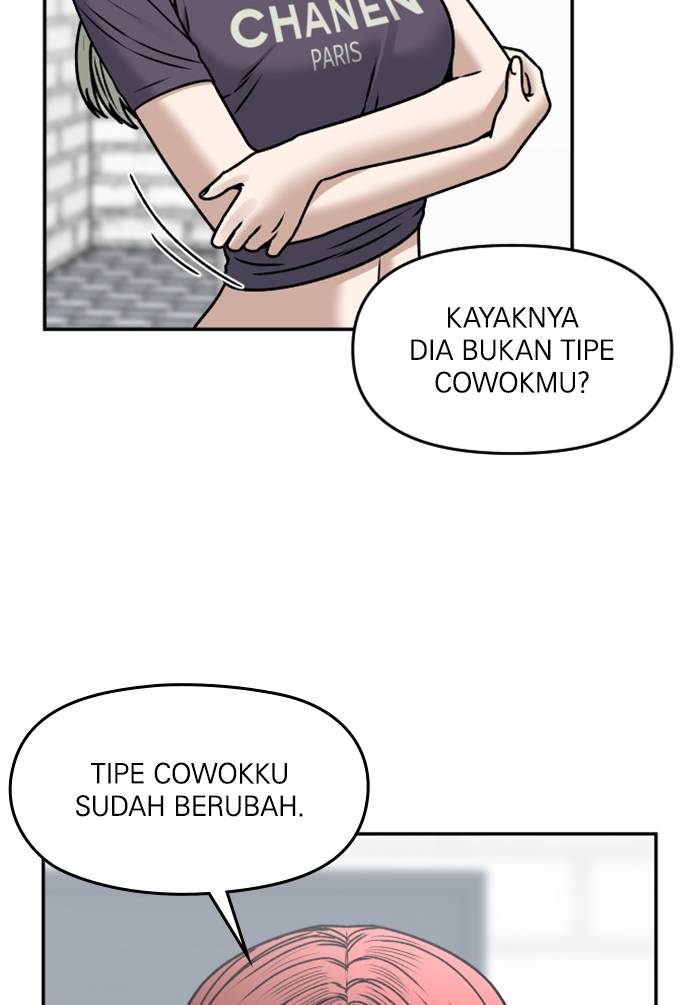 CHANEN
PARIS
KAYAKNYA
DIA BUKAN TIPE
COWOKMU?
TIPE COWOKKU
SUDAH BERUBAH.